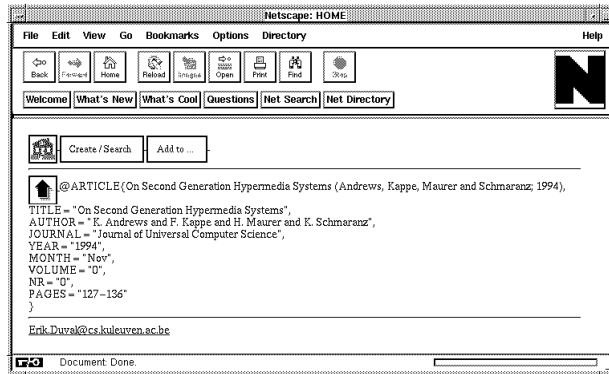 Netscape: HOME
File Edit View Go Bookmarks Options Directory Help
Back Forward Home Reload Images Open Print Find Stop
Welcome What's New What's Cool Questions Net Search Net Directory
N
Create / Search Add to ...
@ARTICLE{On Second Generation Hypermedia Systems (Andrews, Kappe, Maurer and Schmaranz; 1994),
TITLE = "On Second Generation Hypermedia Systems",
AUTHOR = "K. Andrews and F. Kappe and H. Maurer and K. Schmaranz",
JOURNAL = "Journal of Universal Computer Science",
YEAR = "1994",
MONTH = "Nov",
VOLUME = "0",
NR = "0",
PAGES = "127-136"
}
Erik.Duval@cs.kuleuven.ac.be
Document: Done.